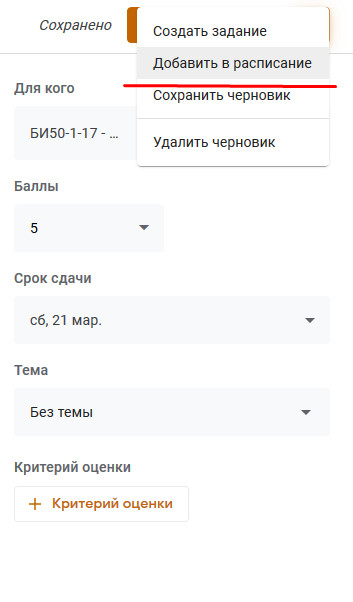 Сохранено
Создать задание
Добавить в расписание
Сохранить черновик
Удалить черновик
Для кого
БИ50-1-17 - ...
Баллы
5
Срок сдачи
сб, 21 мар.
Тема
Без темы
Критерий оценки
+ Критерий оценки